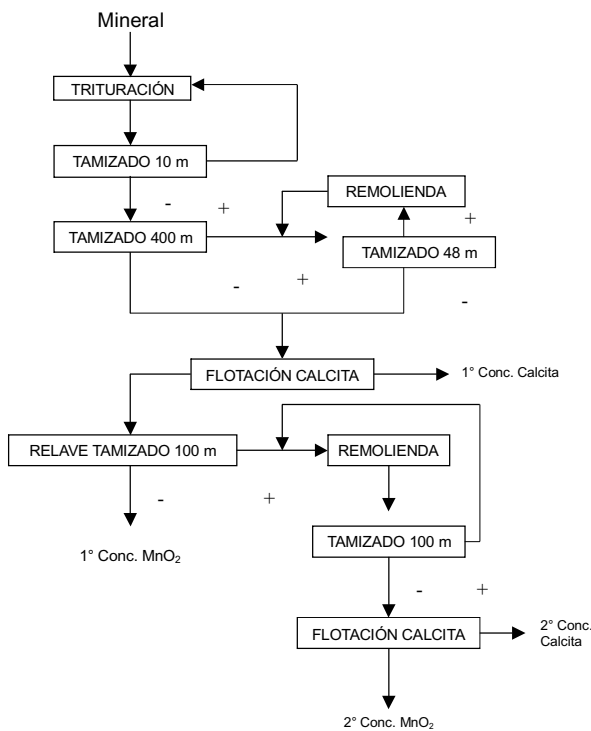 Mineral
TRITURACIÓN
TAMIZADO 10 m
- +
REMOLIENDA
TAMIZADO 400 m
+
TAMIZADO 48 m
- +
-
FLOTACIÓN CALCITA
1° Conc. Calcita
RELAVE TAMIZADO 100 m
REMOLIENDA
- +
1° Conc. MnO₂
TAMIZADO 100 m
- +
FLOTACIÓN CALCITA
2° Conc.
Calcita
2° Conc. MnO₂